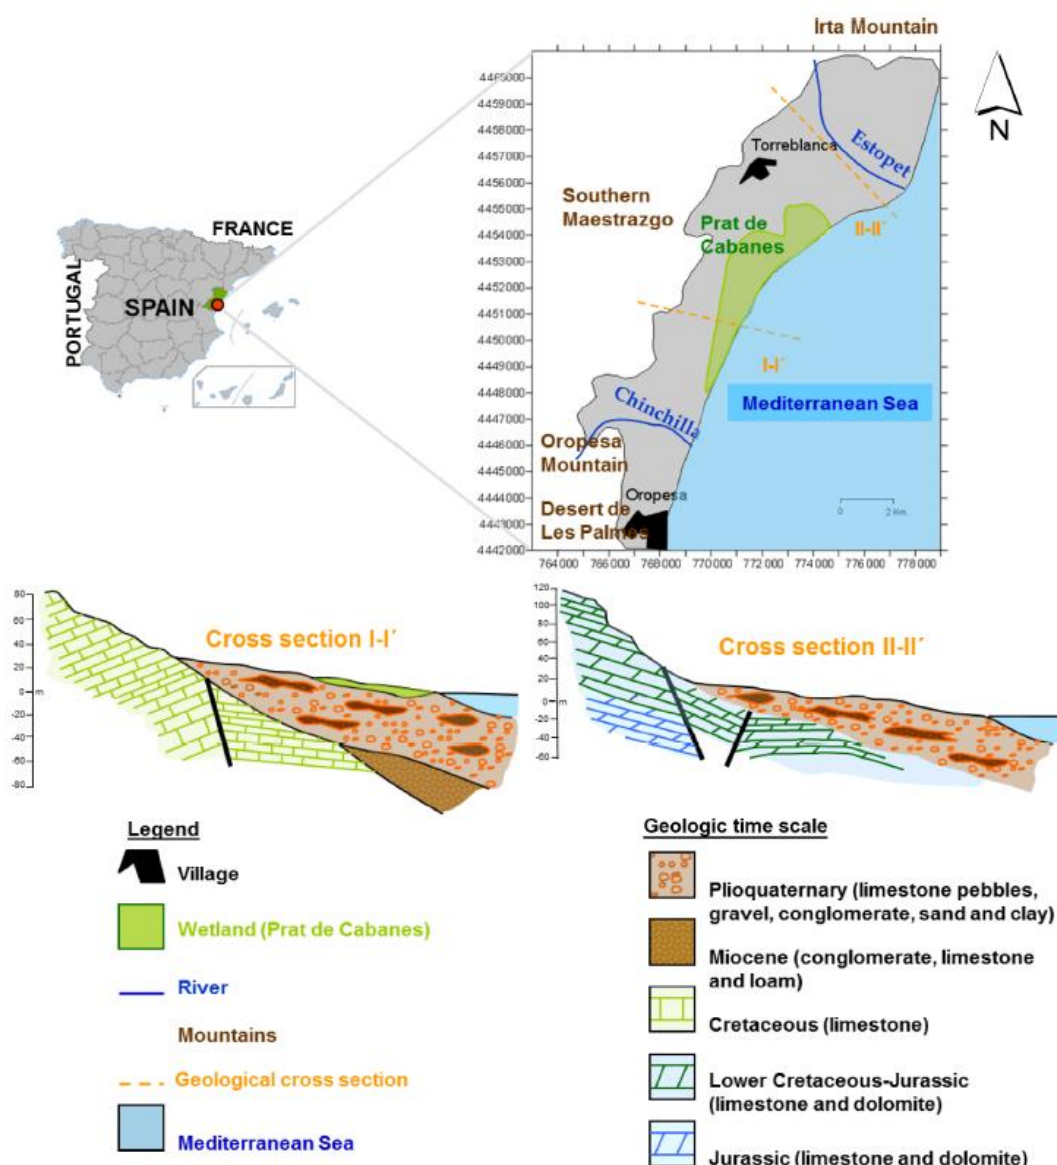 Irta Mountain
4465000
4459000
4458000
4457000
4456000
4455000
4454000
4453000
4452000
4451000
4450000
4449000
4448000
4447000
4446000
4445000
4444000
4443000
4442000
764000 766000 768000 770000 772000 774000 776000 778000
N
Torreblanca
Estopet
Southern
Maestrazgo
Prat de
Cabanes
II-II´
I-I´
Mediterranean Sea
Chinchilla
Oropesa
Mountain
Oropesa
Desert de
Les Palmes
0 2 Km.
FRANCE
PORTUGAL
SPAIN
80
60
40
20
0 m
-20
-40
-60
-80
Cross section I-I´
120
100
80
60
40
20
0 m
-20
-40
-60
Cross section II-II´
Legend
Village
Wetland (Prat de Cabanes)
River
Mountains
Geological cross section
Mediterranean Sea
Geologic time scale
Plioquaternary (limestone pebbles,
gravel, conglomerate, sand and clay)
Miocene (conglomerate, limestone
and loam)
Cretaceous (limestone)
Lower Cretaceous-Jurassic
(limestone and dolomite)
Jurassic (limestone and dolomite)